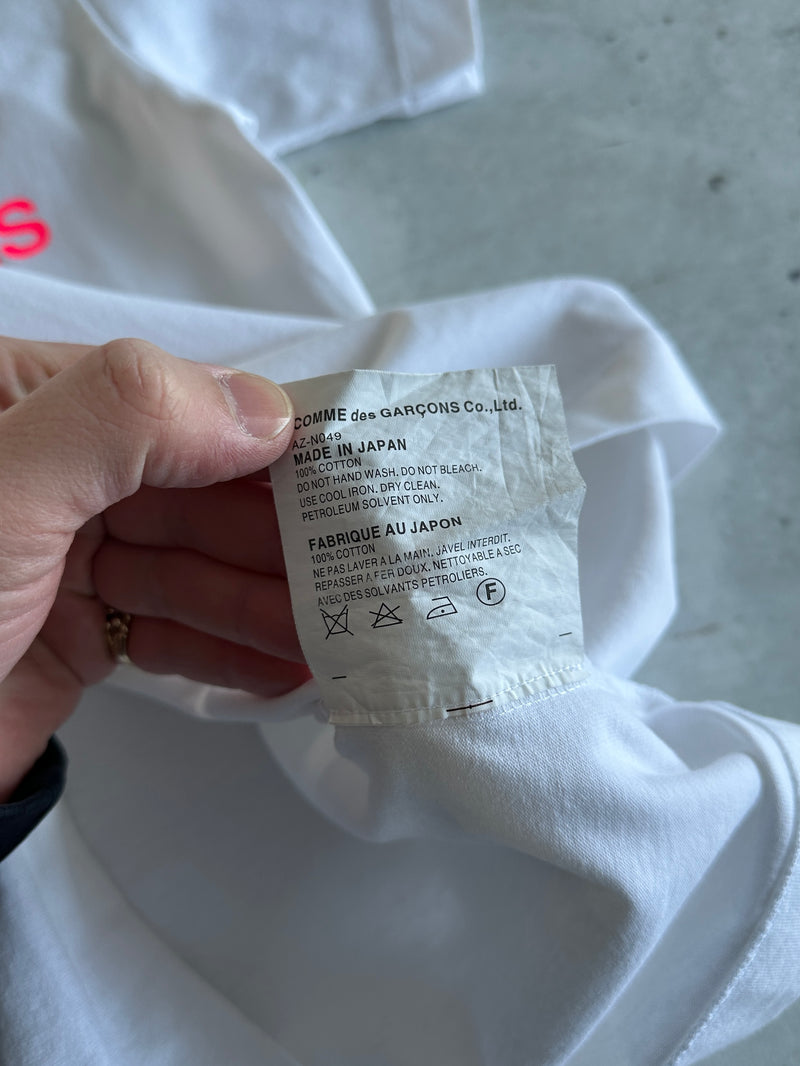 S
COMME des GARÇONS Co.,Ltd.
AZ-N049
MADE IN JAPAN
100% COTTON
DO NOT HAND WASH. DO NOT BLEACH.
USE COOL IRON. DRY CLEAN.
PETROLEUM SOLVENT ONLY.
FABRIQUE AU JAPON
100% COTTON
NE PAS LAVER A LA MAIN. JAVEL INTERDIT.
REPASSER A FER DOUX. NETTOYABLE A SEC
AVEC DES SOLVANTS PETROLIERS.
F